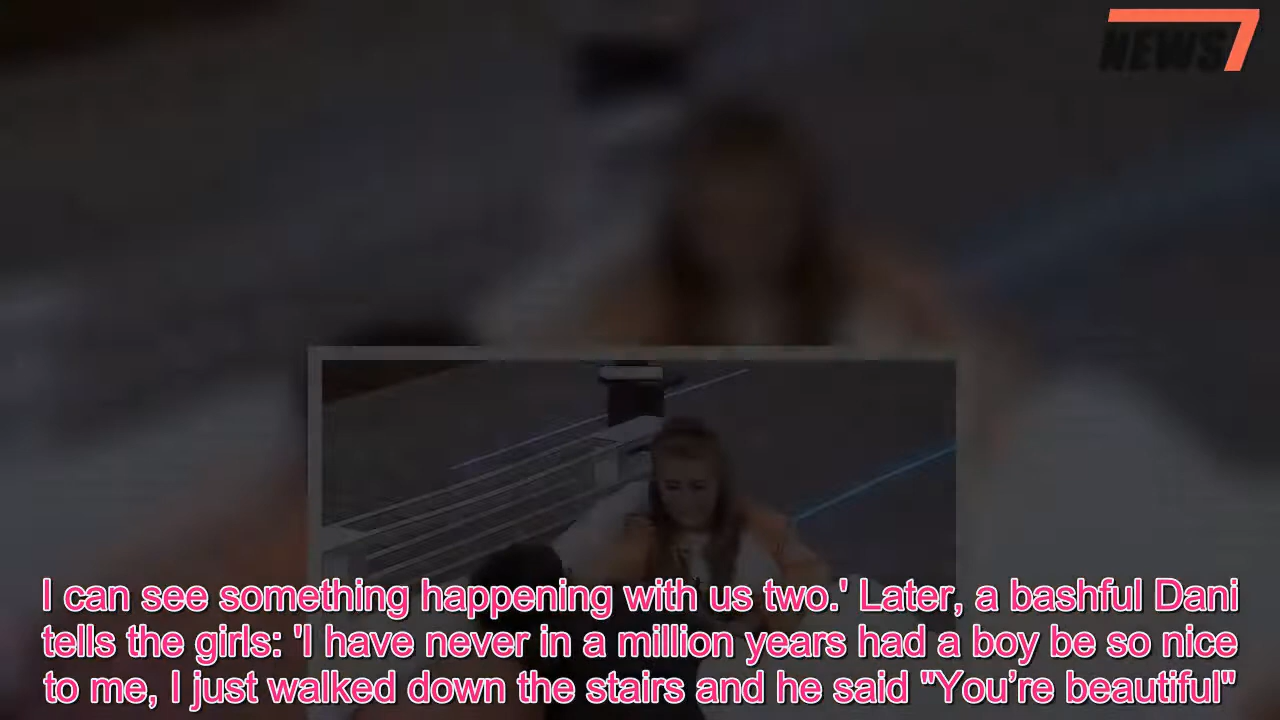 NEWS7
I can see something happening with us two.' Later, a bashful Dani
tells the girls: 'I have never in a million years had a boy be so nice
to me, I just walked down the stairs and he said "You’re beautiful"